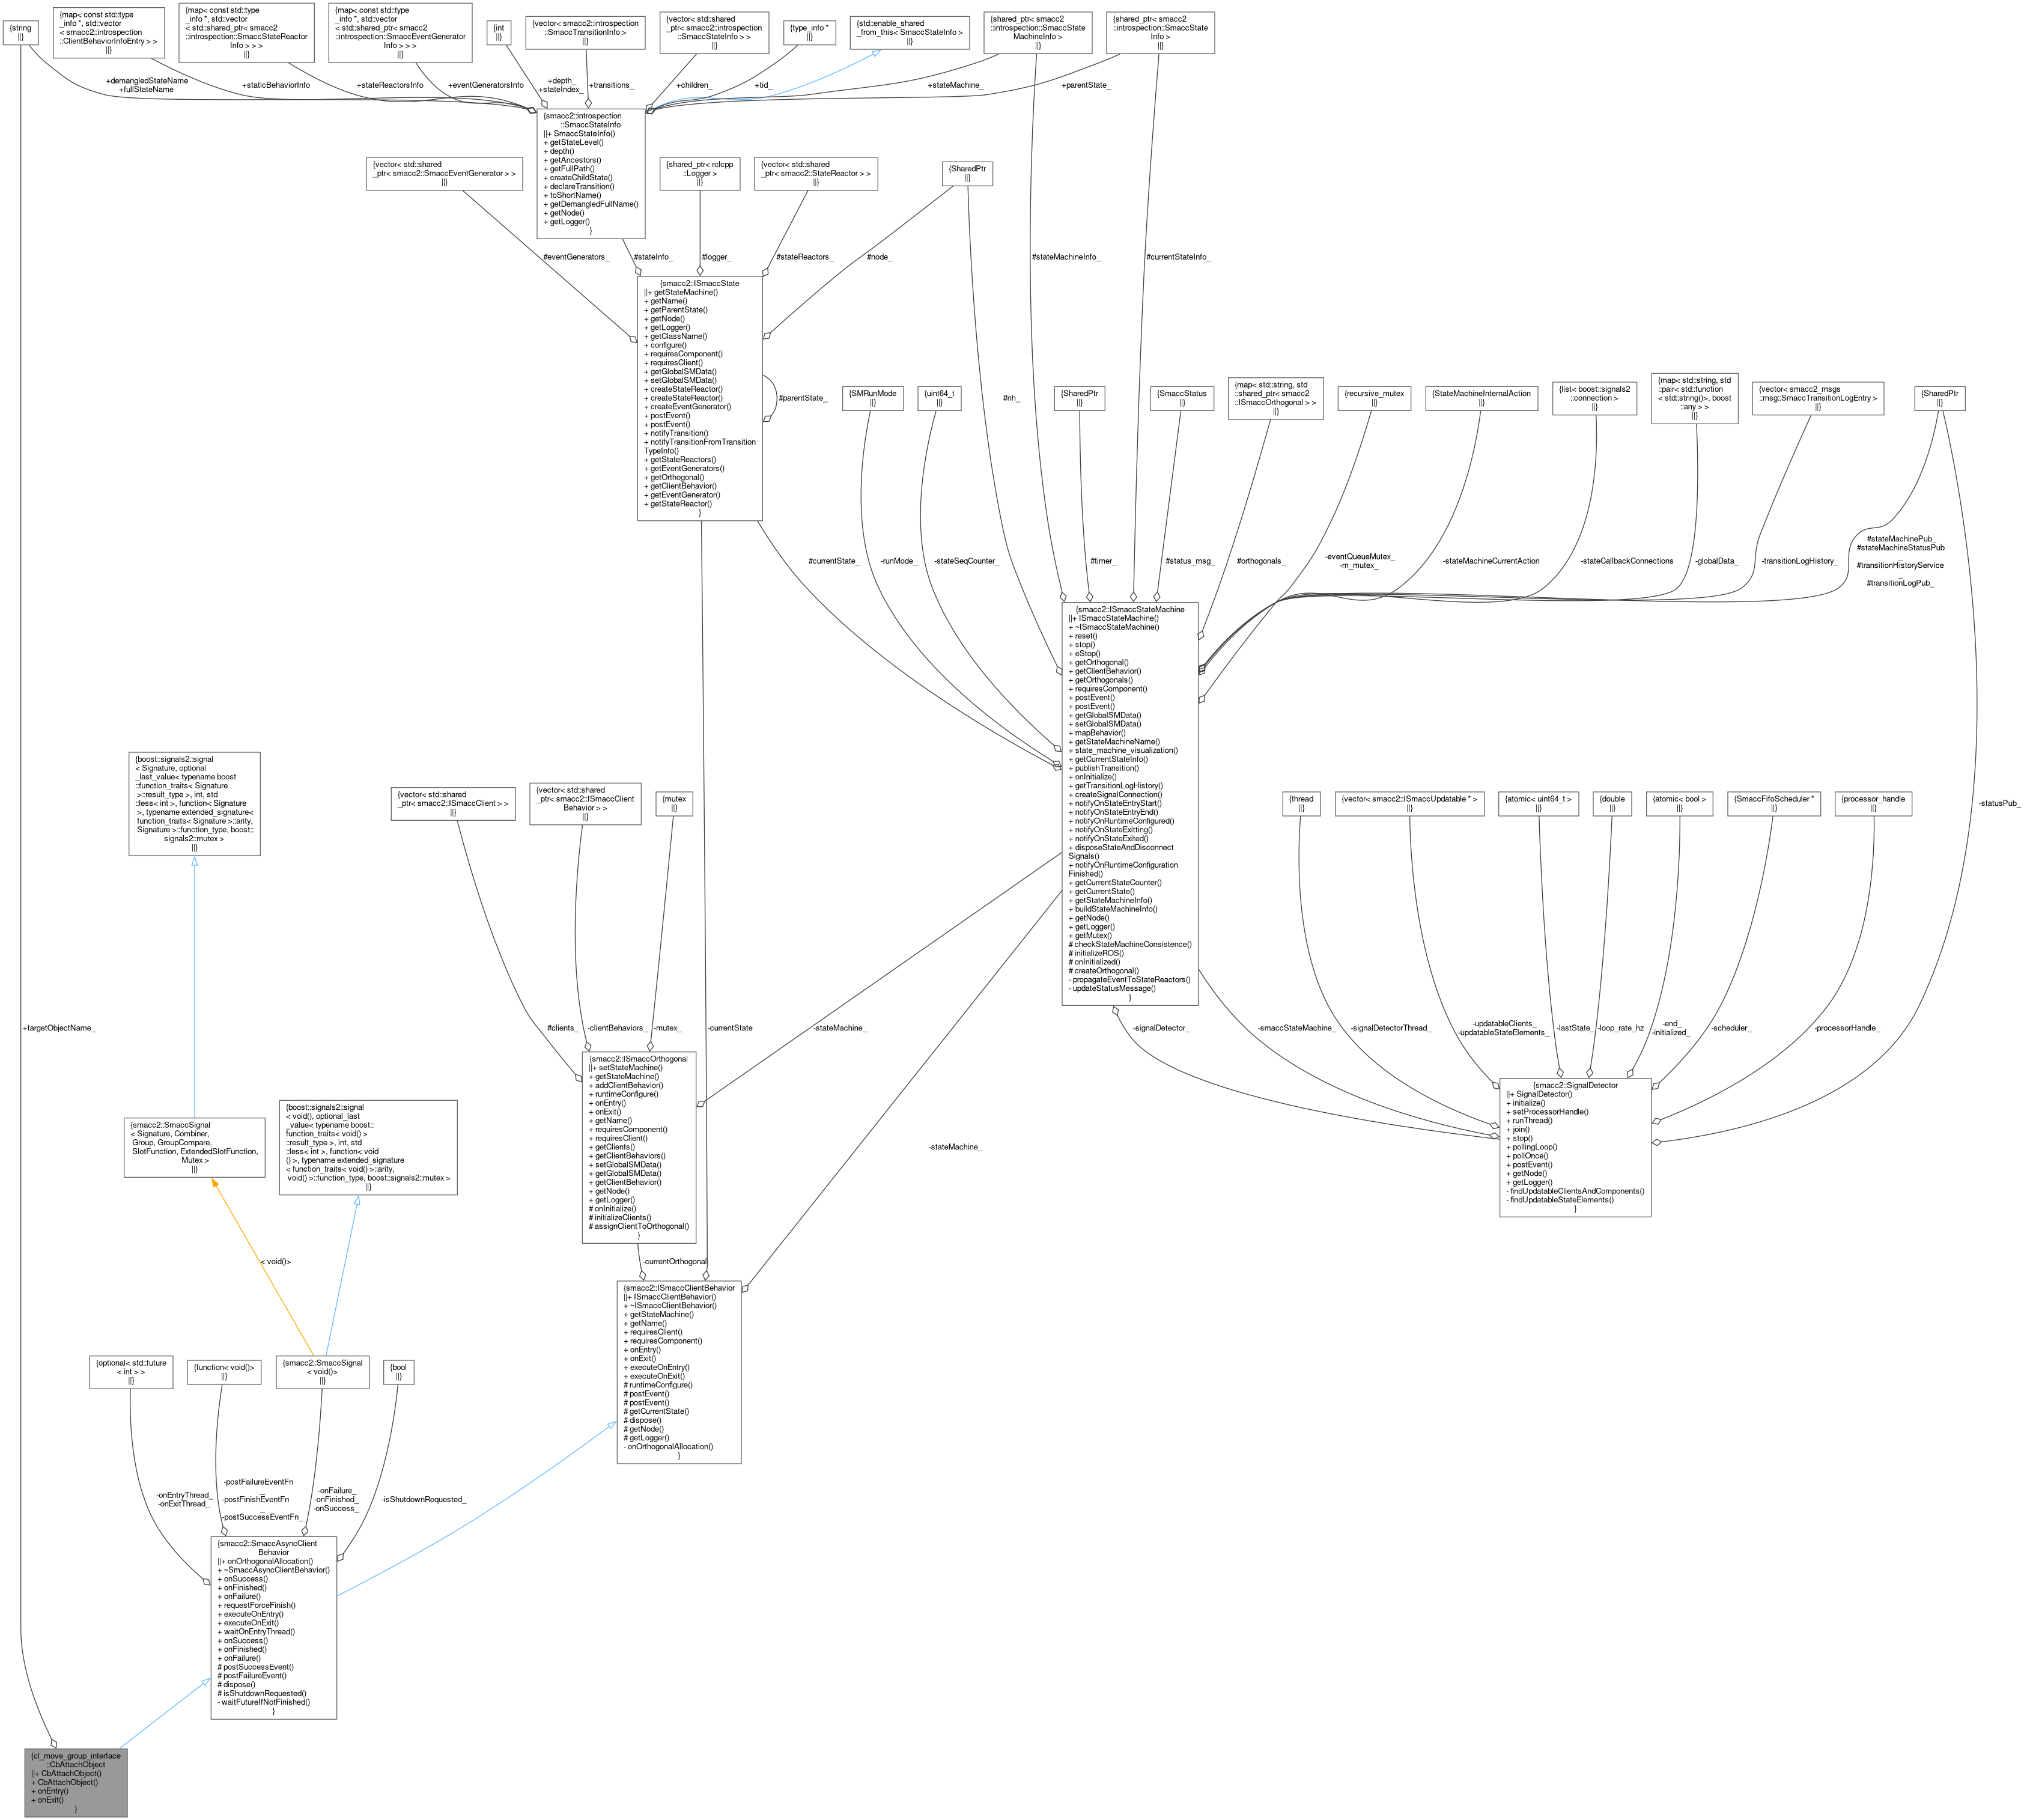 {string
||}
{map< const std::type
_info *, std::vector
< smacc2::introspection
::ClientBehaviorInfoEntry > >
||}
{map< const std::type
_info *, std::vector
< std::shared_ptr< smacc2
::introspection::SmaccStateReactor
Info > > >
||}
{map< const std::type
_info *, std::vector
< std::shared_ptr< smacc2
::introspection::SmaccEventGenerator
Info > > >
||}
{int
||}
{vector< smacc2::introspection
::SmaccTransitionInfo >
||}
{vector< std::shared
_ptr< smacc2::introspection
::SmaccStateInfo > >
||}
{type_info *
||}
{std::enable_shared
_from_this< SmaccStateInfo >
||}
{shared_ptr< smacc2
::introspection::SmaccState
MachineInfo >
||}
{shared_ptr< smacc2
::introspection::SmaccState
Info >
||}
+demangledStateName
+fullStateName
+staticBehaviorInfo
+stateReactorsInfo
+eventGeneratorsInfo
+depth_
+stateIndex_
+transitions_
+children_
+tid_
+stateMachine_
+parentState_
{smacc2::introspection
::SmaccStateInfo
||+ SmaccStateInfo()
+ getStateLevel()
+ depth()
+ getAncestors()
+ getFullPath()
+ createChildState()
+ declareTransition()
+ toShortName()
+ getDemangledFullName()
+ getNode()
+ getLogger()
}
{vector< std::shared
_ptr< smacc2::SmaccEventGenerator > >
||}
{shared_ptr< rclcpp
::Logger >
||}
{vector< std::shared
_ptr< smacc2::StateReactor > >
||}
{SharedPtr
||}
#eventGenerators_
#stateInfo_
#logger_
#stateReactors_
#node_
#stateMachineInfo_
#currentStateInfo_
{smacc2::ISmaccState
||+ getStateMachine()
+ getName()
+ getParentState()
+ getNode()
+ getLogger()
+ getClassName()
+ configure()
+ requiresComponent()
+ requiresClient()
+ getGlobalSMData()
+ setGlobalSMData()
+ createStateReactor()
+ createStateReactor()
+ createEventGenerator()
+ postEvent()
+ postEvent()
+ notifyTransition()
+ notifyTransitionFromTransition
TypeInfo()
+ getStateReactors()
+ getEventGenerators()
+ getOrthogonal()
+ getClientBehavior()
+ getEventGenerator()
+ getStateReactor()
}
#parentState_
{SMRunMode
||}
{uint64_t
||}
#nh_
{SharedPtr
||}
{SmaccStatus
||}
{map< std::string, std
::shared_ptr< smacc2
::ISmaccOrthogonal > >
||}
{recursive_mutex
||}
{StateMachineInternalAction
||}
{list< boost::signals2
::connection >
||}
{map< std::string, std
::pair< std::function
< std::string()>, boost
::any > >
||}
{vector< smacc2_msgs
::msg::SmaccTransitionLogEntry >
||}
{SharedPtr
||}
#currentState_
-runMode_
-stateSeqCounter_
#timer_
#status_msg_
#orthogonals_
-eventQueueMutex_
-m_mutex_
-stateMachineCurrentAction
-stateCallbackConnections
-globalData_
-transitionLogHistory_
#stateMachinePub_
#stateMachineStatusPub
_
#transitionHistoryService
_
#transitionLogPub_
{smacc2::ISmaccStateMachine
||+ ISmaccStateMachine()
+ ~ISmaccStateMachine()
+ reset()
+ stop()
+ eStop()
+ getOrthogonal()
+ getClientBehavior()
+ getOrthogonals()
+ requiresComponent()
+ postEvent()
+ postEvent()
+ getGlobalSMData()
+ setGlobalSMData()
+ mapBehavior()
+ getStateMachineName()
+ state_machine_visualization()
+ getCurrentStateInfo()
+ publishTransition()
+ onInitialize()
+ getTransitionLogHistory()
+ createSignalConnection()
+ notifyOnStateEntryStart()
+ notifyOnStateEntryEnd()
+ notifyOnRuntimeConfigured()
+ notifyOnStateExitting()
+ notifyOnStateExited()
+ disposeStateAndDisconnect
Signals()
+ notifyOnRuntimeConfiguration
Finished()
+ getCurrentStateCounter()
+ getCurrentState()
+ getStateMachineInfo()
+ buildStateMachineInfo()
+ getNode()
+ getLogger()
+ getMutex()
# checkStateMachineConsistence()
# initializeROS()
# onInitialized()
# createOrthogonal()
- propagateEventToStateReactors()
- updateStatusMessage()
}
{boost::signals2::signal
< Signature, optional
_last_value< typename boost
::function_traits< Signature
>::result_type >, int, std
::less< int >, function< Signature
>, typename extended_signature<
function_traits< Signature >::arity,
Signature >::function_type, boost::
signals2::mutex >
||}
{vector< std::shared
_ptr< smacc2::ISmaccClient > >
||}
{vector< std::shared
_ptr< smacc2::ISmaccClient
Behavior > >
||}
{mutex
||}
{thread
||}
{vector< smacc2::ISmaccUpdatable * >
||}
{atomic< uint64_t >
||}
{double
||}
{atomic< bool >
||}
{SmaccFifoScheduler *
||}
{processor_handle
||}
-statusPub_
+targetObjectName_
#clients_
-clientBehaviors_
-mutex_
-currentState
-stateMachine_
-signalDetector_
-smaccStateMachine_
-signalDetectorThread_
-updatableClients_
-updatableStateElements_
-lastState_
-loop_rate_hz
-end_
-initialized_
-scheduler_
-processorHandle_
{smacc2::ISmaccOrthogonal
||+ setStateMachine()
+ getStateMachine()
+ addClientBehavior()
+ runtimeConfigure()
+ onEntry()
+ onExit()
+ getName()
+ requiresComponent()
+ requiresClient()
+ getClients()
+ getClientBehaviors()
+ setGlobalSMData()
+ getGlobalSMData()
+ getClientBehavior()
+ getNode()
+ getLogger()
# onInitialize()
# initializeClients()
# assignClientToOrthogonal()
}
{smacc2::SignalDetector
||+ SignalDetector()
+ initialize()
+ setProcessorHandle()
+ runThread()
+ join()
+ stop()
+ pollingLoop()
+ pollOnce()
+ postEvent()
+ getNode()
+ getLogger()
- findUpdatableClientsAndComponents()
- findUpdatableStateElements()
}
{smacc2::SmaccSignal
< Signature, Combiner,
Group, GroupCompare,
SlotFunction, ExtendedSlotFunction,
Mutex >
||}
{boost::signals2::signal
< void(), optional_last
_value< typename boost::
function_traits< void() >
::result_type >, int, std
::less< int >, function< void
() >, typename extended_signature
< function_traits< void() >::arity,
void() >::function_type, boost::signals2::mutex >
||}
-stateMachine_
< void()>
-currentOrthogonal
{smacc2::ISmaccClientBehavior
||+ ISmaccClientBehavior()
+ ~ISmaccClientBehavior()
+ getStateMachine()
+ getName()
+ requiresClient()
+ requiresComponent()
+ onEntry()
+ onExit()
+ executeOnEntry()
+ executeOnExit()
# runtimeConfigure()
# postEvent()
# postEvent()
# getCurrentState()
# dispose()
# getNode()
# getLogger()
- onOrthogonalAllocation()
}
{optional< std::future
< int > >
||}
{function< void()>
||}
{smacc2::SmaccSignal
< void()>
||}
{bool
||}
-onEntryThread_
-onExitThread_
-postFailureEventFn
_
-postFinishEventFn
_
-postSuccessEventFn_
-onFailure_
-onFinished_
-onSuccess_
-isShutdownRequested_
{smacc2::SmaccAsyncClient
Behavior
||+ onOrthogonalAllocation()
+ ~SmaccAsyncClientBehavior()
+ onSuccess()
+ onFinished()
+ onFailure()
+ requestForceFinish()
+ executeOnEntry()
+ executeOnExit()
+ waitOnEntryThread()
+ onSuccess()
+ onFinished()
+ onFailure()
# postSuccessEvent()
# postFailureEvent()
# dispose()
# isShutdownRequested()
- waitFutureIfNotFinished()
}
{cl_move_group_interface
::CbAttachObject
||+ CbAttachObject()
+ CbAttachObject()
+ onEntry()
+ onExit()
}